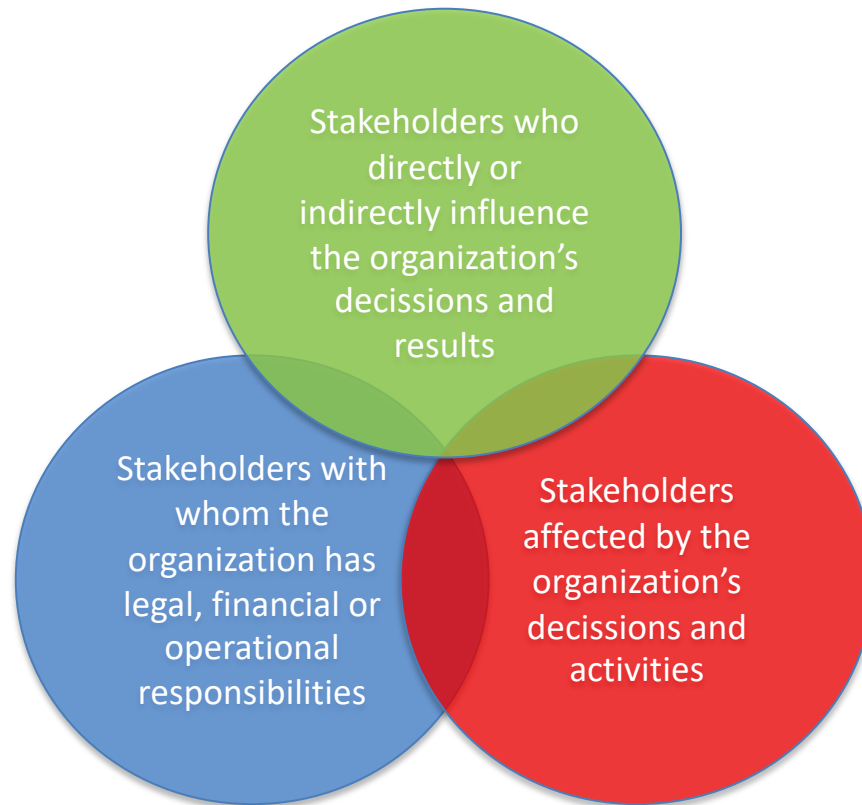 Stakeholders who
directly or
indirectly influence
the organization’s
decissions and
results
Stakeholders with
whom the
organization has
legal, financial or
operational
responsibilities
Stakeholders
affected by the
organization’s
decissions and
activities